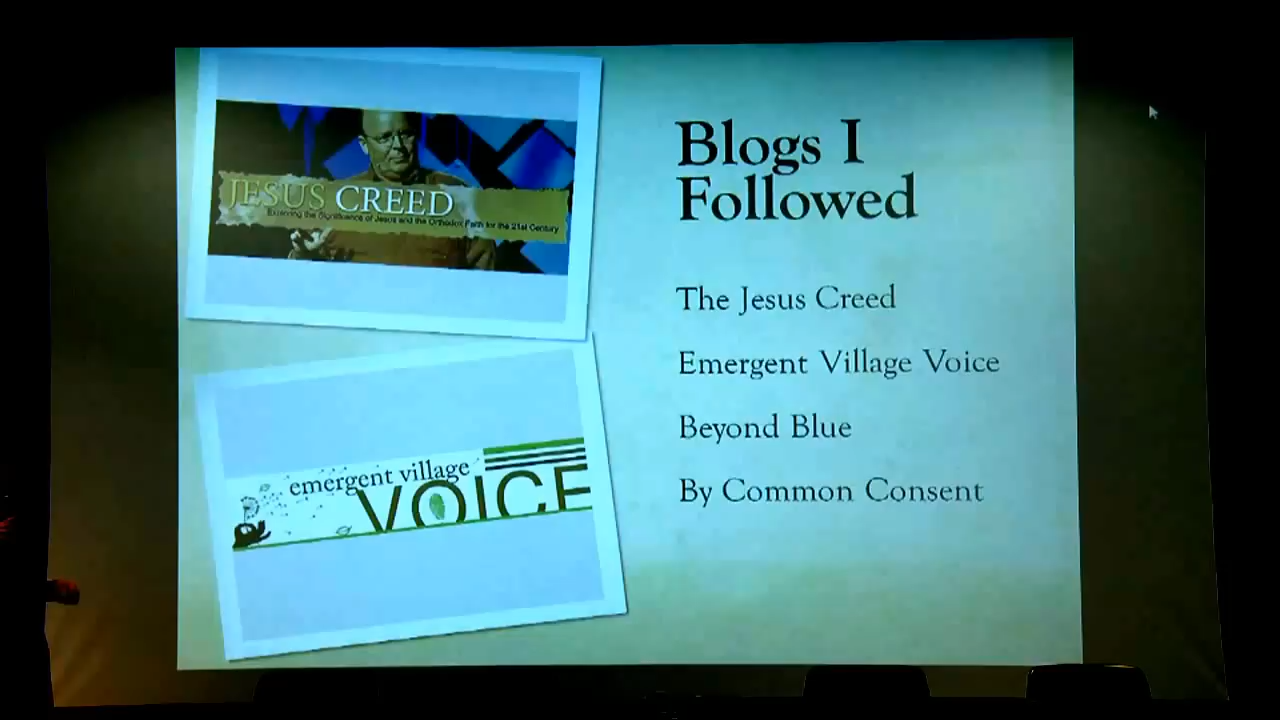 JESUS CREED
Exploring the Significance of Jesus and the Orthodox Faith for the 21st Century
emergent village
VOICE
Blogs I
Followed
The Jesus Creed
Emergent Village Voice
Beyond Blue
By Common Consent